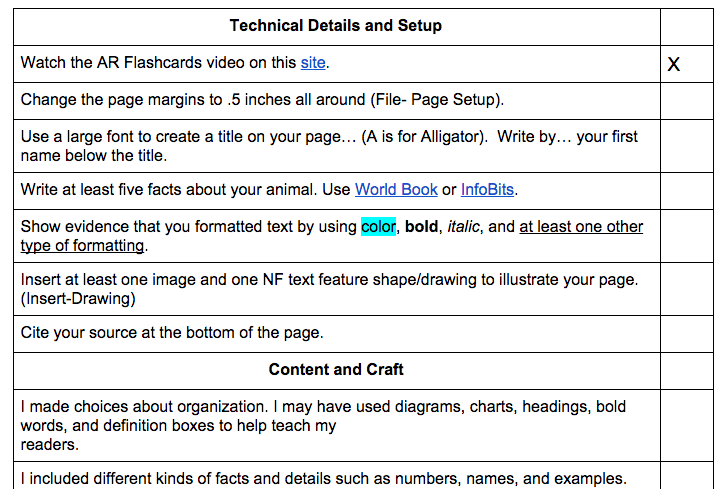 Technical Details and Setup
Watch the AR Flashcards video on this site.
X
Change the page margins to .5 inches all around (File- Page Setup).
Use a large font to create a title on your page… (A is for Alligator).  Write by… your first
name below the title.
Write at least five facts about your animal. Use World Book or InfoBits.
Show evidence that you formatted text by using color, bold, italic, and at least one other
type of formatting.
Insert at least one image and one NF text feature shape/drawing to illustrate your page.
(Insert-Drawing)
Cite your source at the bottom of the page.
Content and Craft
I made choices about organization. I may have used diagrams, charts, headings, bold
words, and definition boxes to help teach my
readers.
I included different kinds of facts and details such as numbers, names, and examples.